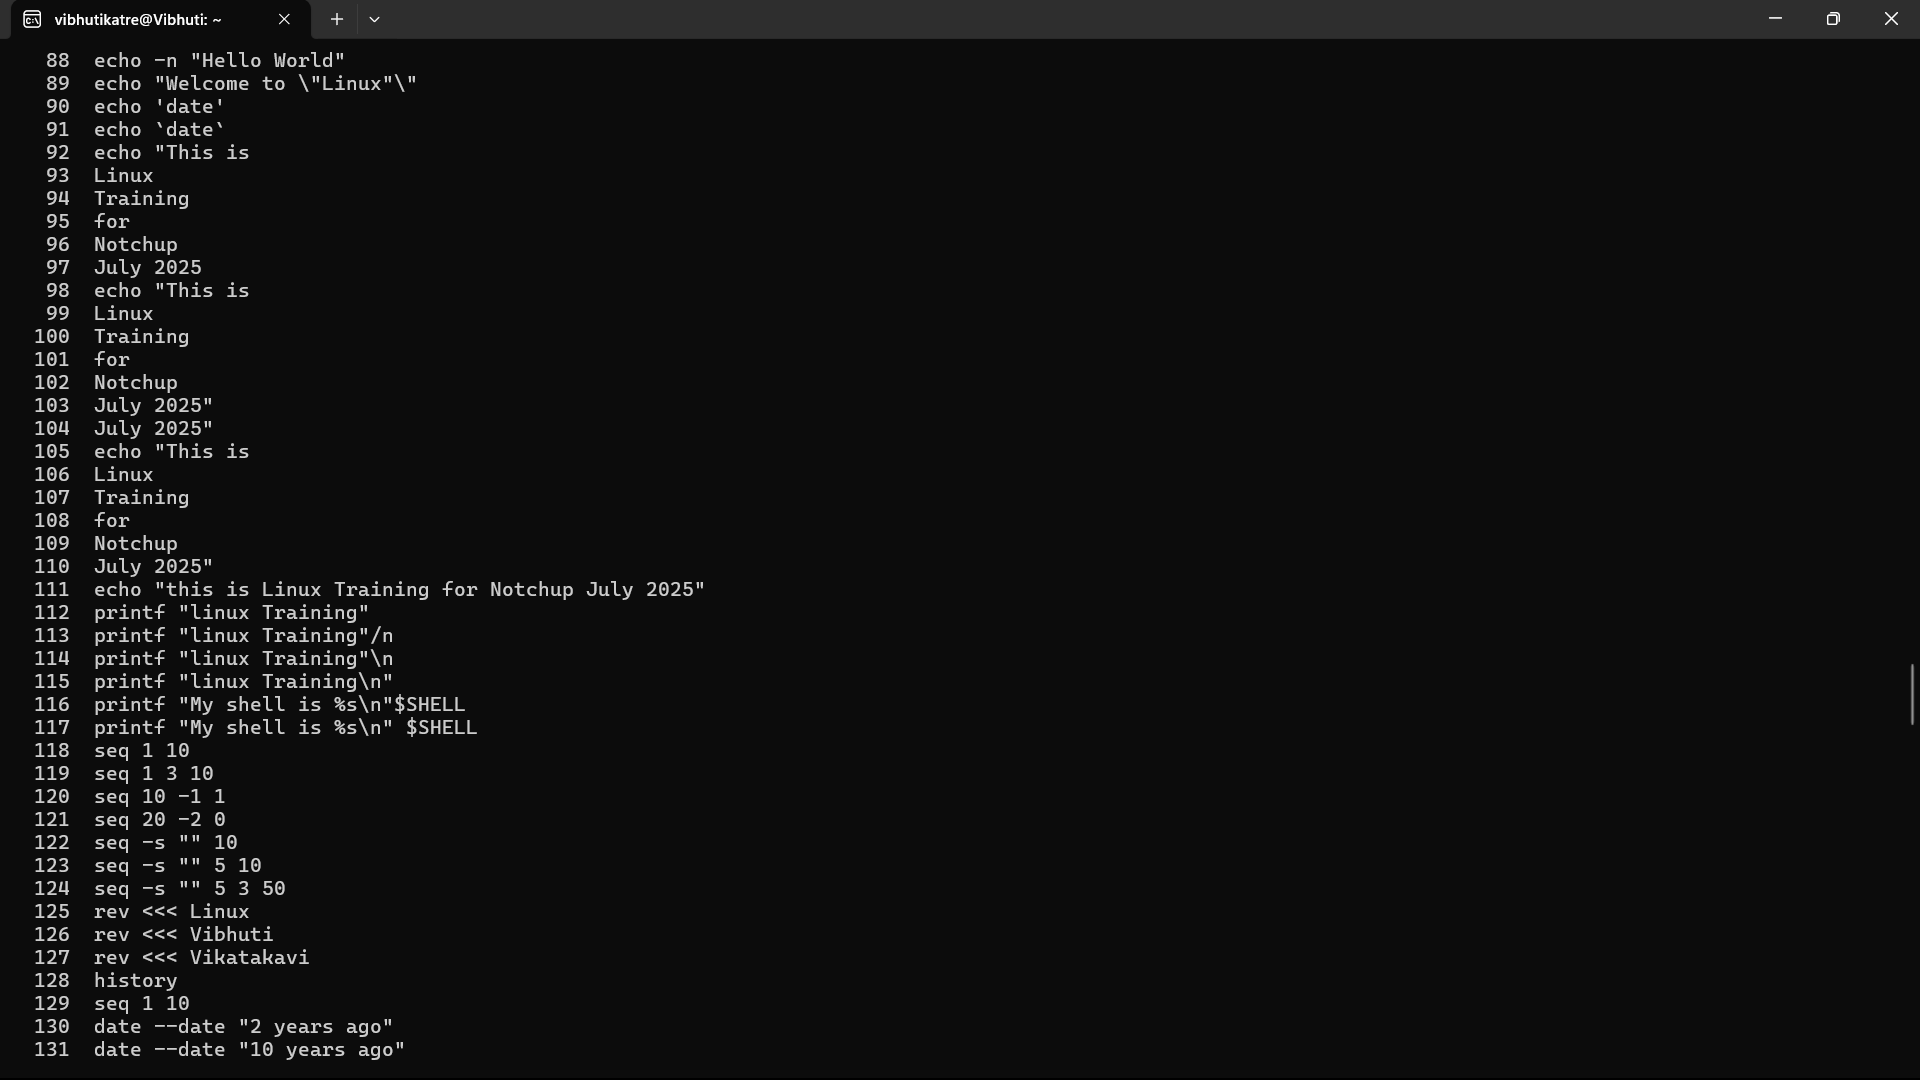 vibhutikatre@Vibhuti: ~
88 echo -n "Hello World"
89 echo "Welcome to \"Linux"\"
90 echo 'date'
91 echo `date`
92 echo "This is
93 Linux
94 Training
95 for
96 Notchup
97 July 2025
98 echo "This is
99 Linux
100 Training
101 for
102 Notchup
103 July 2025"
104 July 2025"
105 echo "This is
106 Linux
107 Training
108 for
109 Notchup
110 July 2025"
111 echo "this is Linux Training for Notchup July 2025"
112 printf "linux Training"
113 printf "linux Training"/n
114 printf "linux Training"\n
115 printf "linux Training\n"
116 printf "My shell is %s\n"$SHELL
117 printf "My shell is %s\n" $SHELL
118 seq 1 10
119 seq 1 3 10
120 seq 10 -1 1
121 seq 20 -2 0
122 seq -s "" 10
123 seq -s "" 5 10
124 seq -s "" 5 3 50
125 rev <<< Linux
126 rev <<< Vibhuti
127 rev <<< Vikatakavi
128 history
129 seq 1 10
130 date --date "2 years ago"
131 date --date "10 years ago"